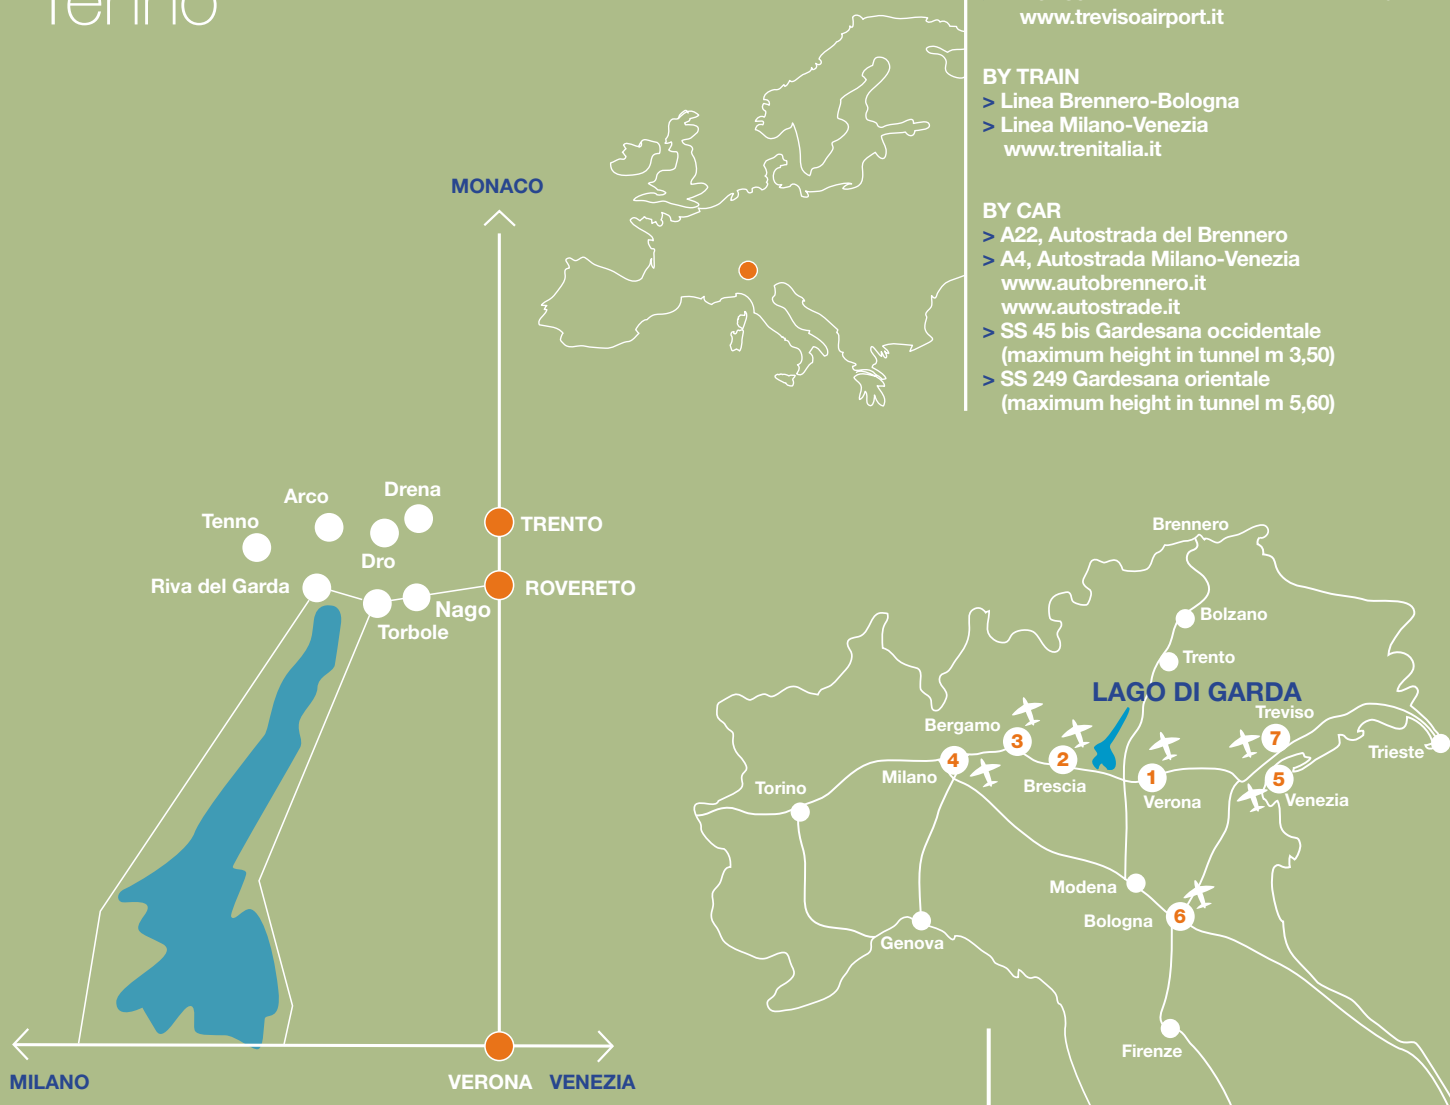 Tenno
www.trevisoairport.it
BY TRAIN
> Linea Brennero-Bologna
> Linea Milano-Venezia
www.trenitalia.it
BY CAR
> A22, Autostrada del Brennero
> A4, Autostrada Milano-Venezia
www.autobrennero.it
www.autostrade.it
> SS 45 bis Gardesana occidentale
(maximum height in tunnel m 3,50)
> SS 249 Gardesana orientale
(maximum height in tunnel m 5,60)
MONACO
Drena
Arco
Tenno
TRENTO
Dro
Riva del Garda
ROVERETO
Nago
Torbole
MILANO
VERONA
VENEZIA
Brennero
Bolzano
Trento
LAGO DI GARDA
Treviso
Bergamo
3
7
Trieste
4
2
Milano
1
5
Torino
Brescia
Verona
Venezia
Modena
Bologna
6
Genova
Firenze